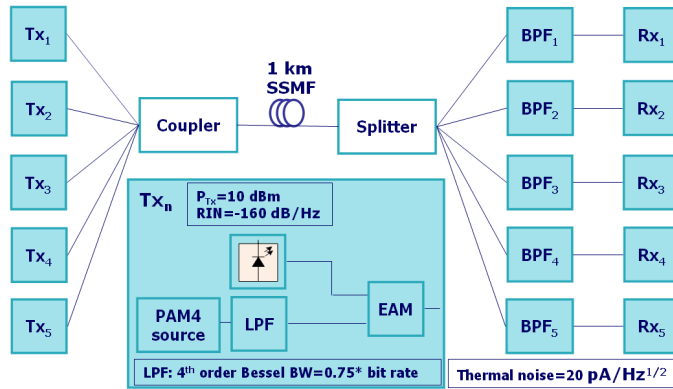 Tx1
Tx2
Tx3
Tx4
Tx5
Coupler
1 km
SSMF
Splitter
BPF1
BPF2
BPF3
BPF4
BPF5
Rx1
Rx2
Rx3
Rx4
Rx5
Txn
PTx=10 dBm
RIN=-160 dB/Hz
PAM4
source
LPF
EAM
LPF: 4th order Bessel BW=0.75* bit rate
Thermal noise=20 pA/Hz1/2